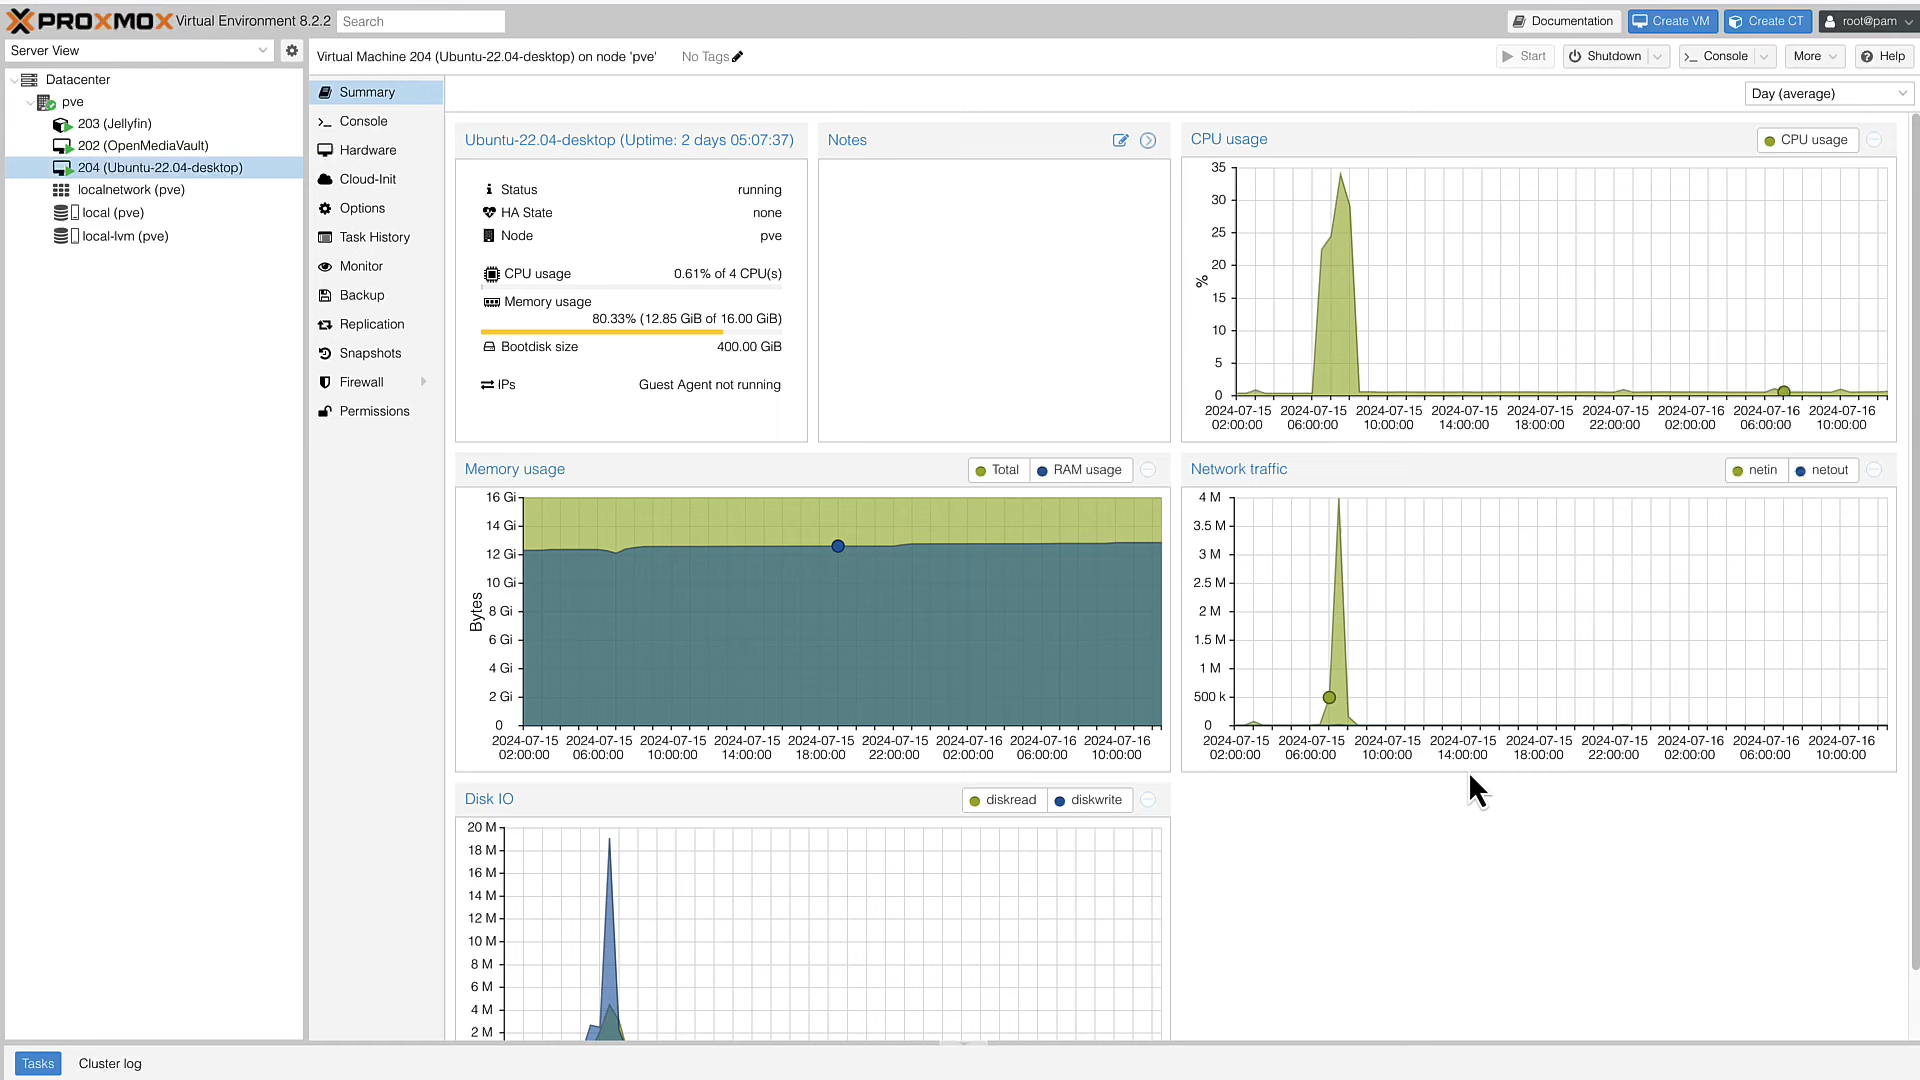 PROXMOX Virtual Environment 8.2.2 Search Documentation Create VM Create CT root@pam
Server View
Virtual Machine 204 (Ubuntu-22.04-desktop) on node 'pve' No Tags Start Shutdown Console More Help
Datacenter
pve
203 (Jellyfin)
202 (OpenMediaVault)
204 (Ubuntu-22.04-desktop)
localnetwork (pve)
local (pve)
local-lvm (pve)
Summary
Console
Hardware
Cloud-Init
Options
Task History
Monitor
Backup
Replication
Snapshots
Firewall
Permissions
Day (average)
Ubuntu-22.04-desktop (Uptime: 2 days 05:07:37)
Status running
HA State none
Node pve
CPU usage 0.61% of 4 CPU(s)
Memory usage
80.33% (12.85 GiB of 16.00 GiB)
Bootdisk size 400.00 GiB
IPs Guest Agent not running
Notes
CPU usage CPU usage
35
30
25
20
15
10
5
0
%
2024-07-15 2024-07-15 2024-07-15 2024-07-15 2024-07-15 2024-07-15 2024-07-16 2024-07-16 2024-07-16
02:00:00 06:00:00 10:00:00 14:00:00 18:00:00 22:00:00 02:00:00 06:00:00 10:00:00
Memory usage Total RAM usage
16 Gi
14 Gi
12 Gi
10 Gi
8 Gi
6 Gi
4 Gi
2 Gi
0
Bytes
2024-07-15 2024-07-15 2024-07-15 2024-07-15 2024-07-15 2024-07-15 2024-07-16 2024-07-16 2024-07-16
02:00:00 06:00:00 10:00:00 14:00:00 18:00:00 22:00:00 02:00:00 06:00:00 10:00:00
Network traffic netin netout
4 M
3.5 M
3 M
2.5 M
2 M
1.5 M
1 M
500 k
0
2024-07-15 2024-07-15 2024-07-15 2024-07-15 2024-07-15 2024-07-15 2024-07-16 2024-07-16 2024-07-16
02:00:00 06:00:00 10:00:00 14:00:00 18:00:00 22:00:00 02:00:00 06:00:00 10:00:00
Disk IO diskread diskwrite
20 M
18 M
16 M
14 M
12 M
10 M
8 M
6 M
4 M
2 M
Tasks Cluster log